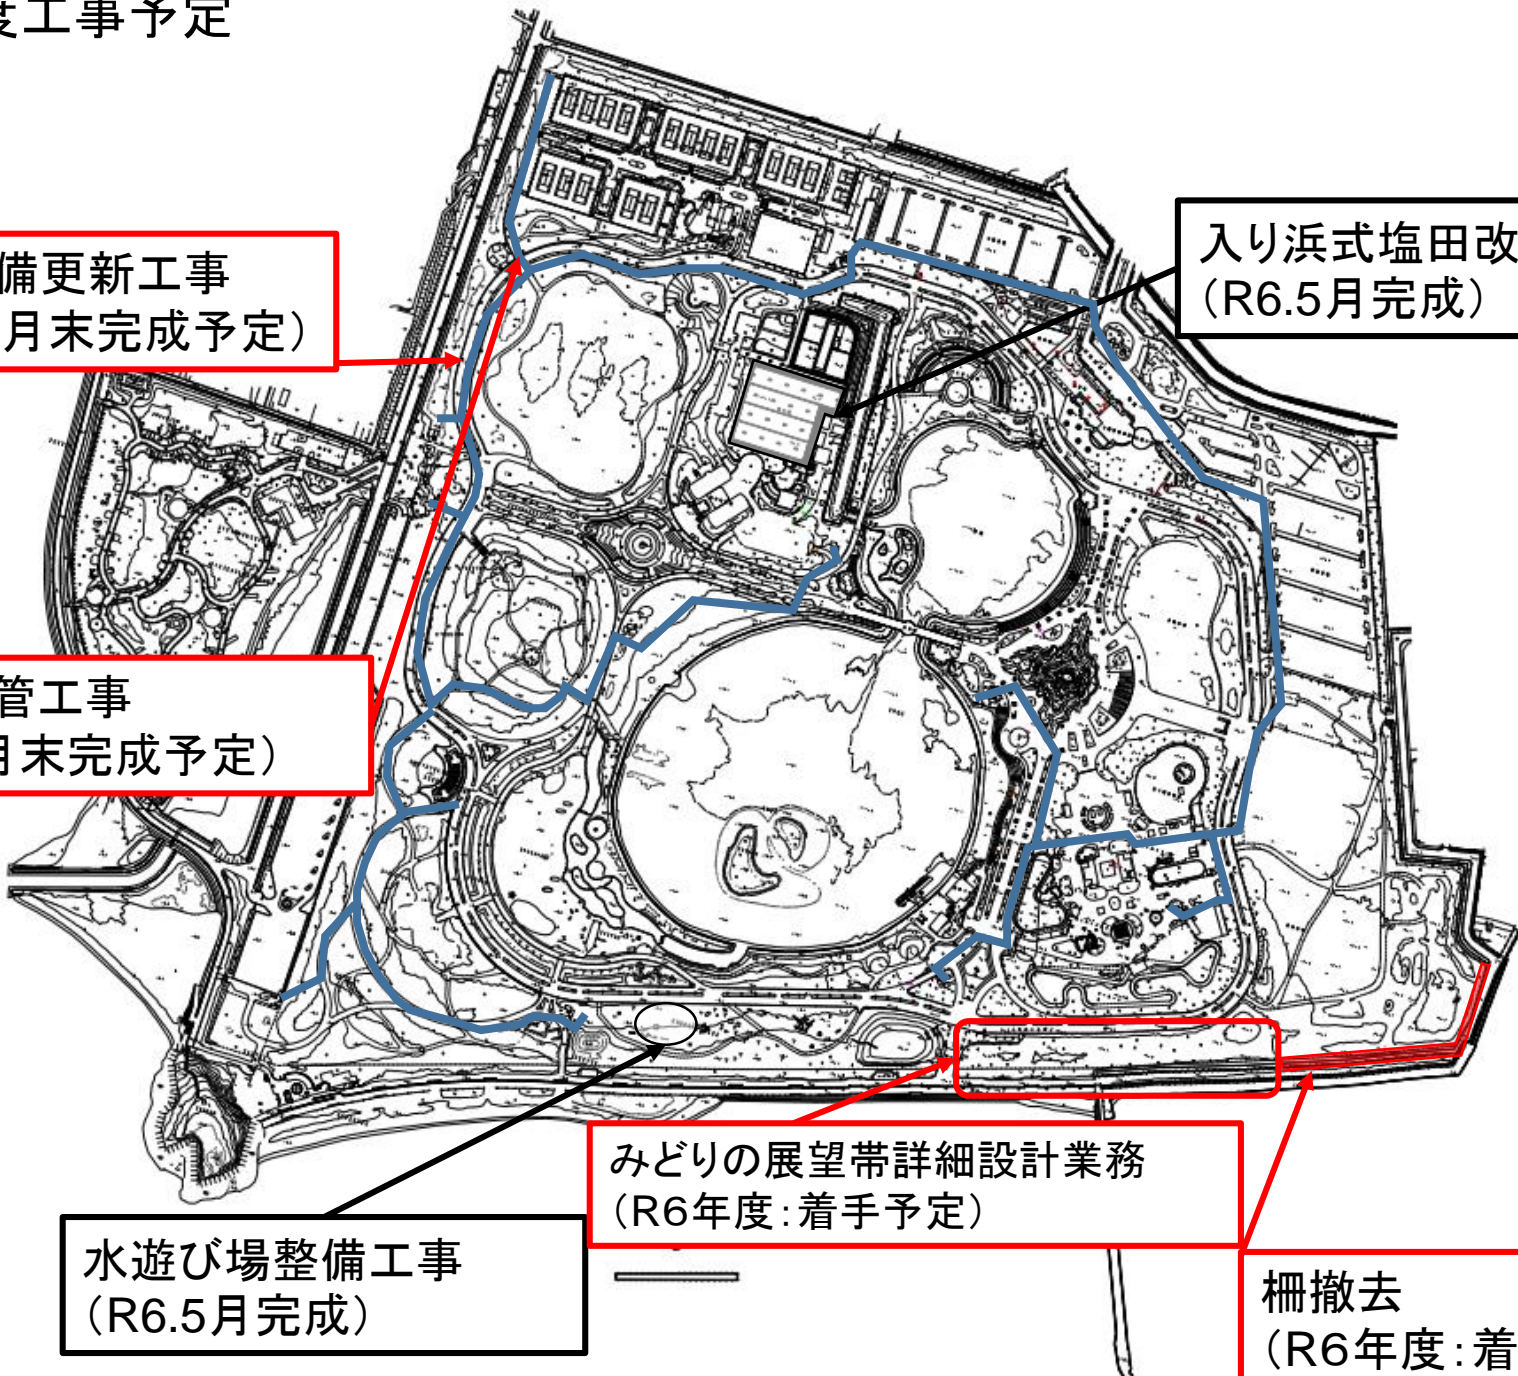 度工事予定
備更新工事
月末完成予定）
入り浜式塩田改
（R6.5月完成）
管工事
月末完成予定）
みどりの展望帯詳細設計業務
（R6年度：着手予定）
水遊び場整備工事
（R6.5月完成）
柵撤去
（R6年度：着